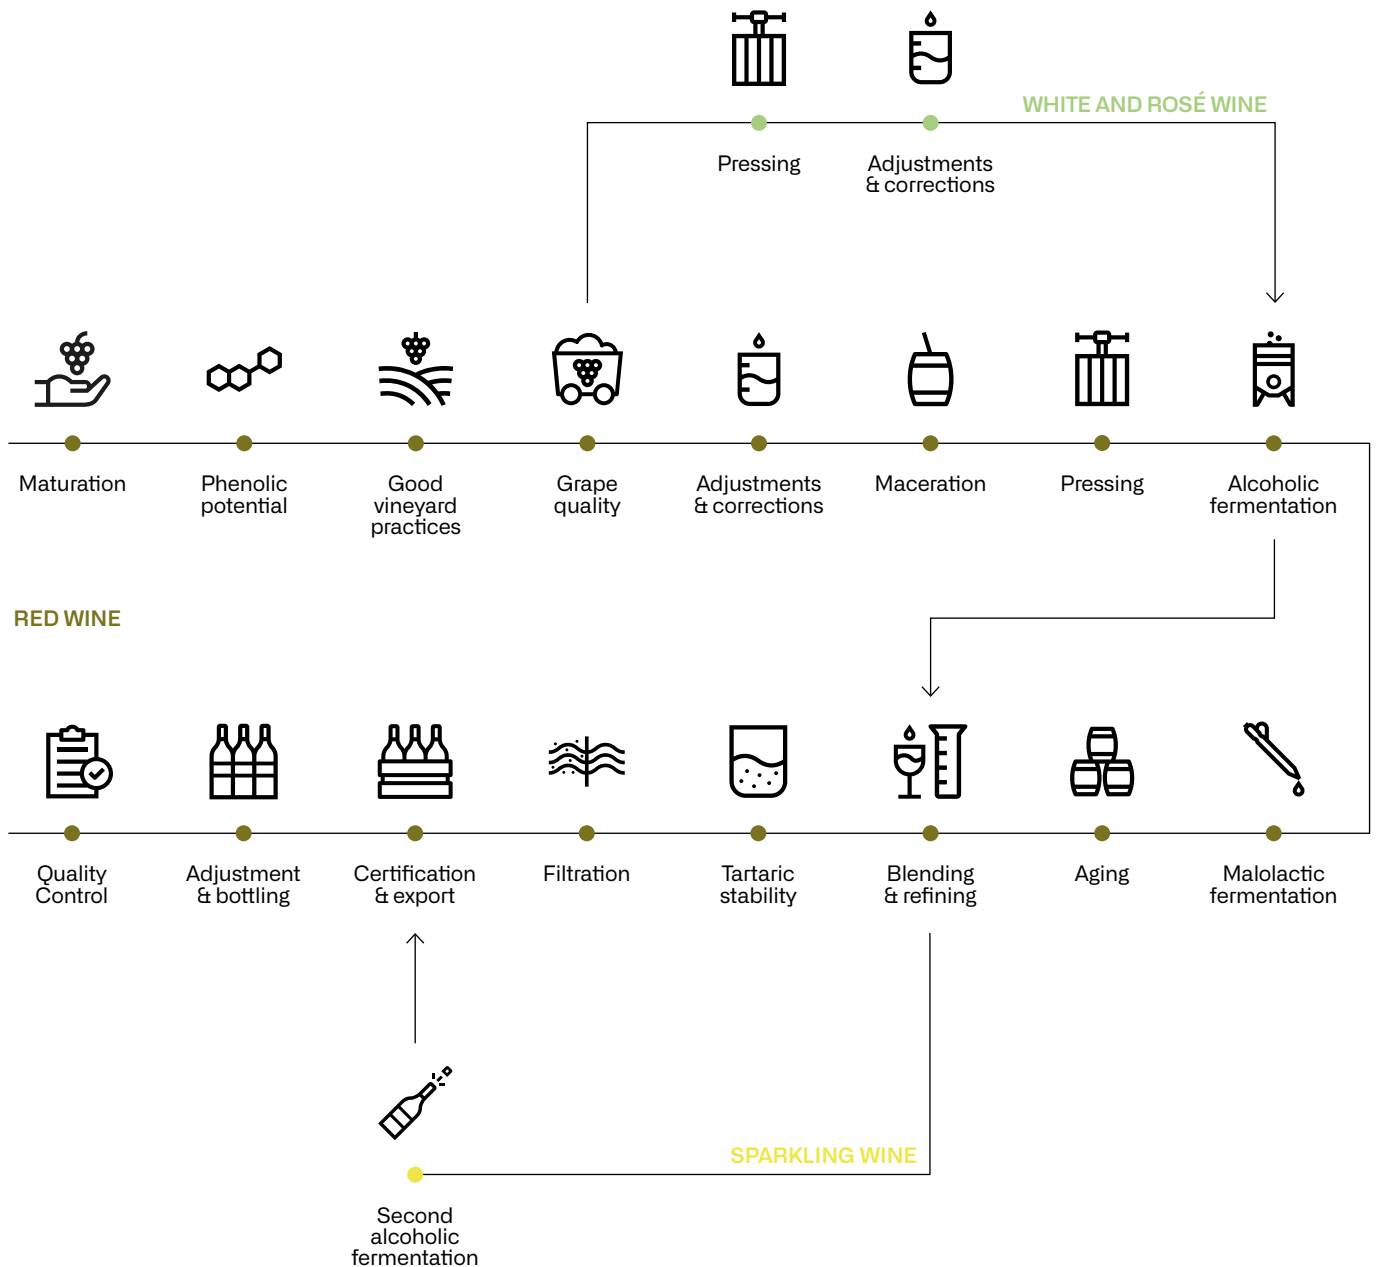 WHITE AND ROSÉ WINE
Pressing
Adjustments
& corrections
Maturation
Phenolic
potential
Good
vineyard
practices
Grape
quality
Adjustments
& corrections
Maceration
Pressing
Alcoholic
fermentation
RED WINE
Quality
Control
Adjustment
& bottling
Certification
& export
Filtration
Tartaric
stability
Blending
& refining
Aging
Malolactic
fermentation
SPARKLING WINE
Second
alcoholic
fermentation